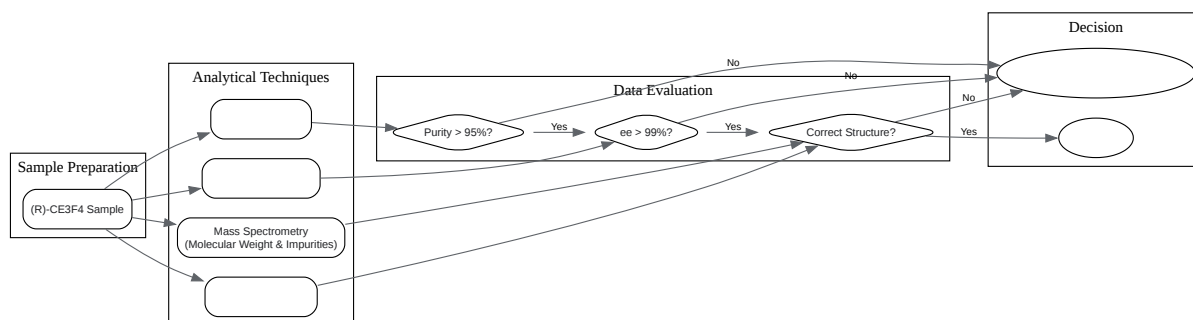 Sample Preparation
(R)-CE3F4 Sample
Analytical Techniques
Mass Spectrometry
(Molecular Weight & Impurities)
Data Evaluation
Purity > 95%?
Yes
ee > 99%?
Yes
Correct Structure?
No
No
No
Yes
Decision